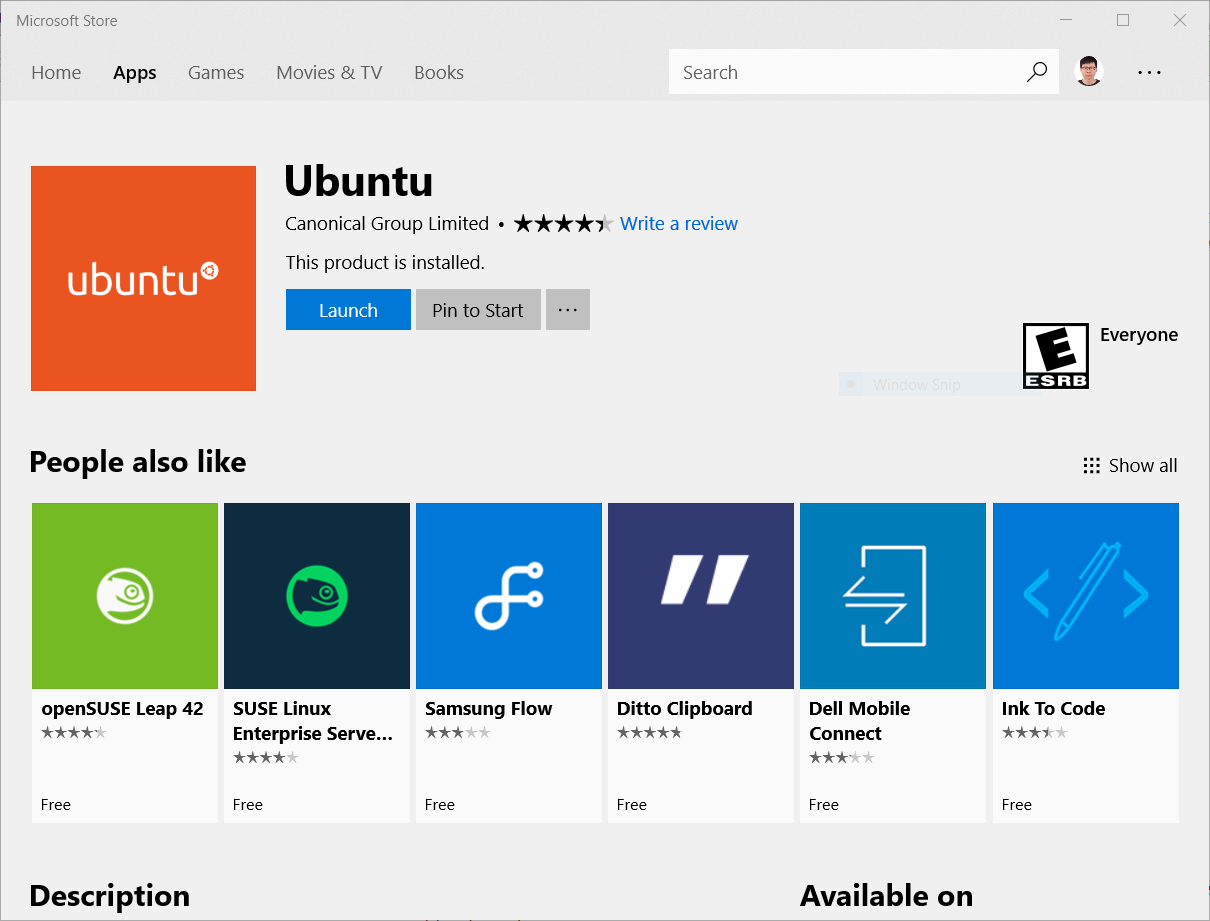 Microsoft Store
Home Apps Games Movies & TV Books Search
ubuntu
Ubuntu
Canonical Group Limited • Write a review
This product is installed.
Launch Pin to Start ...
E
ESRB
Everyone
Window Snip
People also like
Show all
openSUSE Leap 42
Free
SUSE Linux
Enterprise Serve...
Free
Samsung Flow
Free
Ditto Clipboard
Free
Dell Mobile
Connect
Free
Ink To Code
Free
Description
Available on